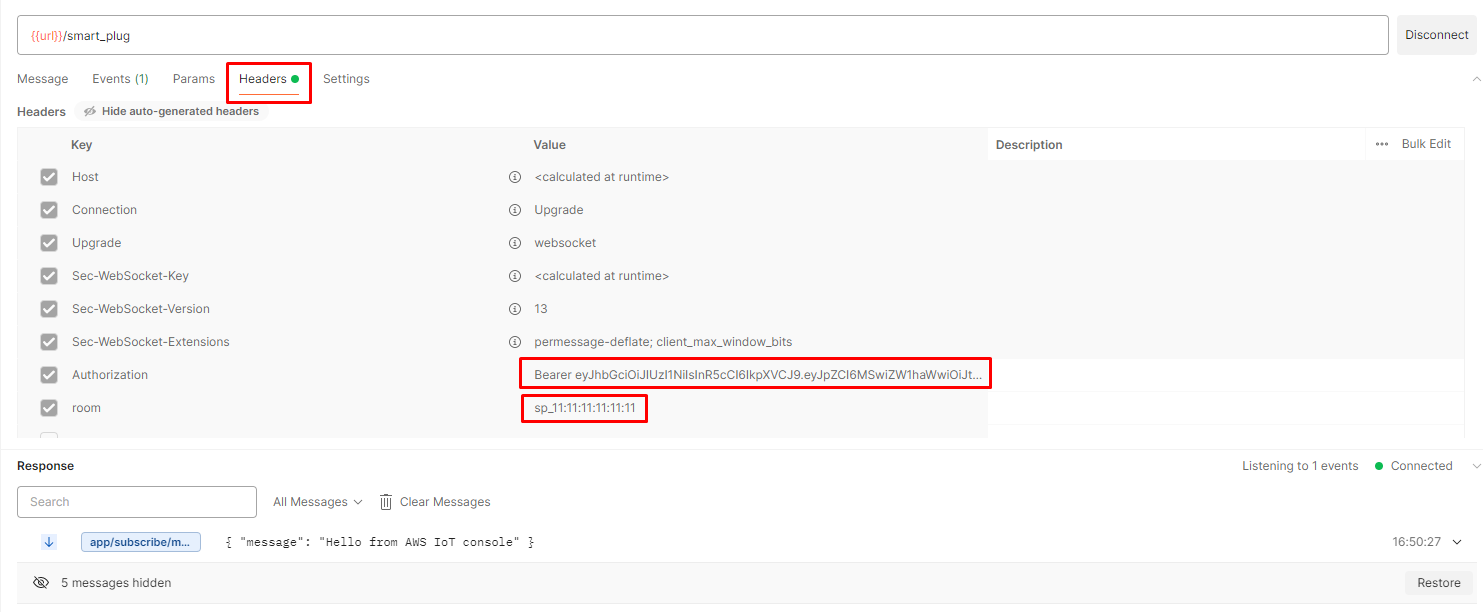 {{url}}/smart_plug Disconnect
Message Events (1) Params Headers Settings
Headers Hide auto-generated headers
Key Value Description ••• Bulk Edit
Host <calculated at runtime>
Connection Upgrade
Upgrade websocket
Sec-WebSocket-Key <calculated at runtime>
Sec-WebSocket-Version 13
Sec-WebSocket-Extensions permessage-deflate; client_max_window_bits
Authorization Bearer eyJhbGciOiJIUzI1NiIsInR5cCI6IkpXVCJ9.eyJpZCI6MSwiZW1haWwiOiJt...
room sp_11:11:11:11:11:11
Response Listening to 1 events Connected
Search All Messages Clear Messages
app/subscribe/m... { "message": "Hello from AWS IoT console" } 16:50:27
5 messages hidden Restore